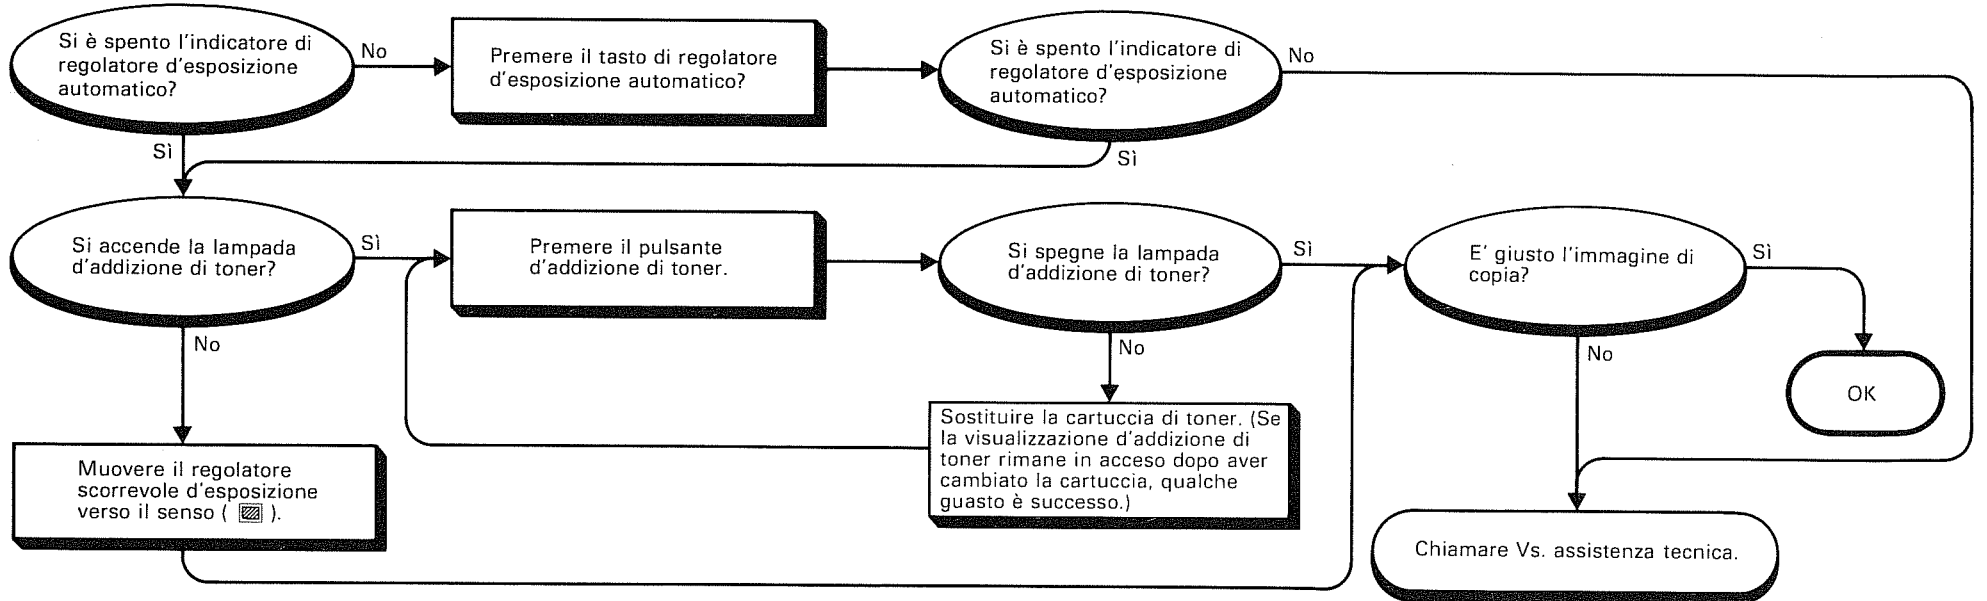 Si è spento l'indicatore di
regolatore d'esposizione
automatico?
No
Premere il tasto di regolatore
d'esposizione automatico?
Si è spento l'indicatore di
regolatore d'esposizione
automatico?
No
Sì
Sì
Si accende la lampada
d'addizione di toner?
Sì
Premere il pulsante
d'addizione di toner.
Si spegne la lampada
d'addizione di toner?
Sì
E' giusto l'immagine di
copia?
Sì
No
No
No
OK
Muovere il regolatore
scorrevole d'esposizione
verso il senso ( ).
Sostituire la cartuccia di toner. (Se
la visualizzazione d'addizione di
toner rimane in acceso dopo aver
cambiato la cartuccia, qualche
guasto è successo.)
Chiamare Vs. assistenza tecnica.